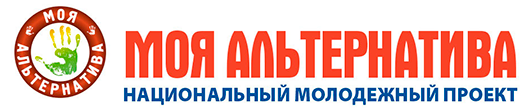 МОЯ
АЛЬТЕРНАТИВА
МОЯ АЛЬТЕРНАТИВА
НАЦИОНАЛЬНЫЙ МОЛОДЕЖНЫЙ ПРОЕКТ